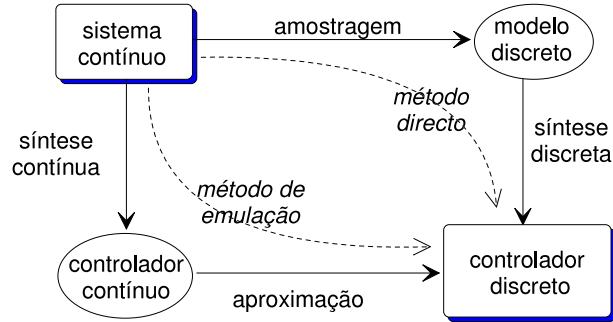 sistema
contínuo
amostragem
modelo
discreto
método
directo
síntese
contínua
síntese
discreta
método de
emulação
controlador
contínuo
aproximação
controlador
discreto